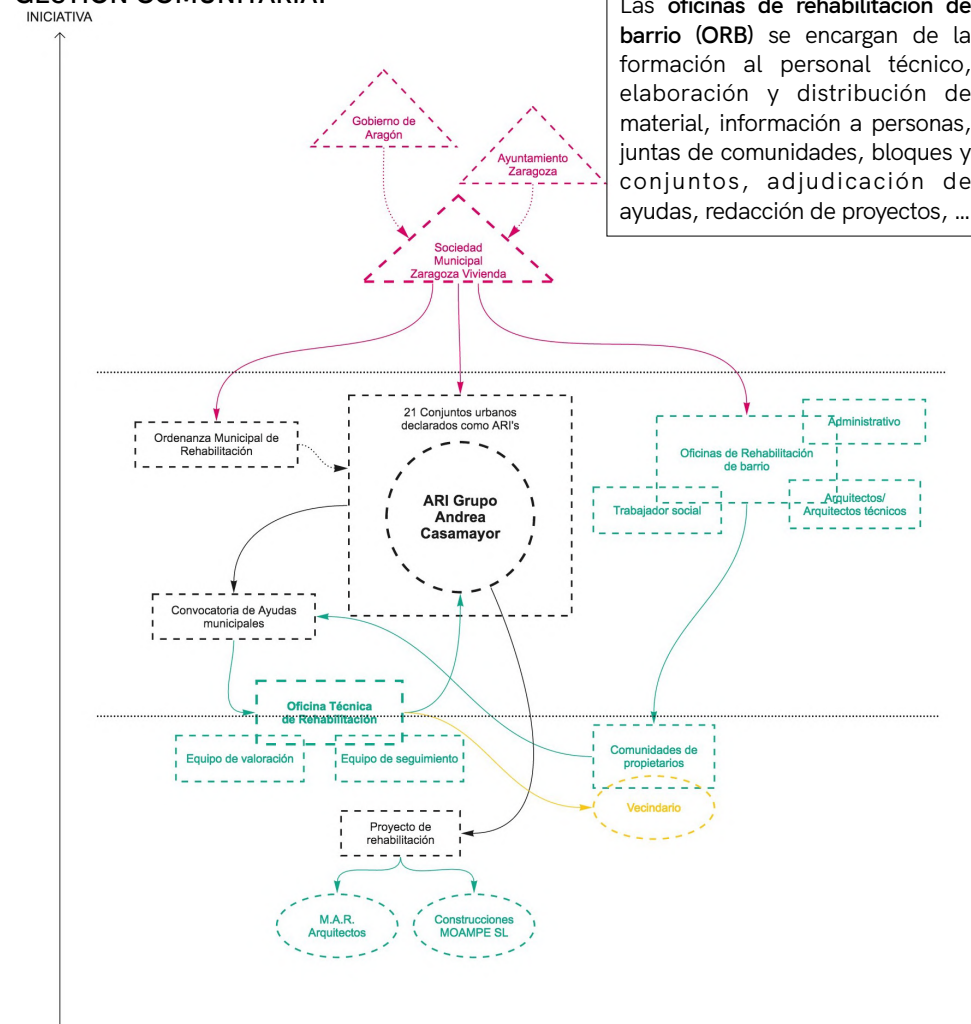 GESTIÓN COMUNITARIA.
INICIATIVA
Las oficinas de rehabilitación de
barrio (ORB) se encargan de la
formación al personal técnico,
elaboración y distribución de
material, información a personas,
juntas de comunidades, bloques y
conjuntos, adjudicación de
ayudas, redacción de proyectos, ...
Gobierno de
Aragón
Ayuntamiento
Zaragoza
Sociedad
Municipal
Zaragoza Vivienda
21 Conjuntos urbanos
declarados como ARI's
Ordenanza Municipal de
Rehabilitación
ARI Grupo
Andrea
Casamayor
Administrativo
Oficinas de Rehabilitación
de barrio
Trabajador social
Arquitectos/
Arquitectos técnicos
Convocatoria de Ayudas
municipales
Oficina Técnica
de Rehabilitación
Equipo de valoración
Equipo de seguimiento
Comunidades de
propietarios
Vecindario
Proyecto de
rehabilitación
M.A.R.
Arquitectos
Construcciones
MOAMPE SL